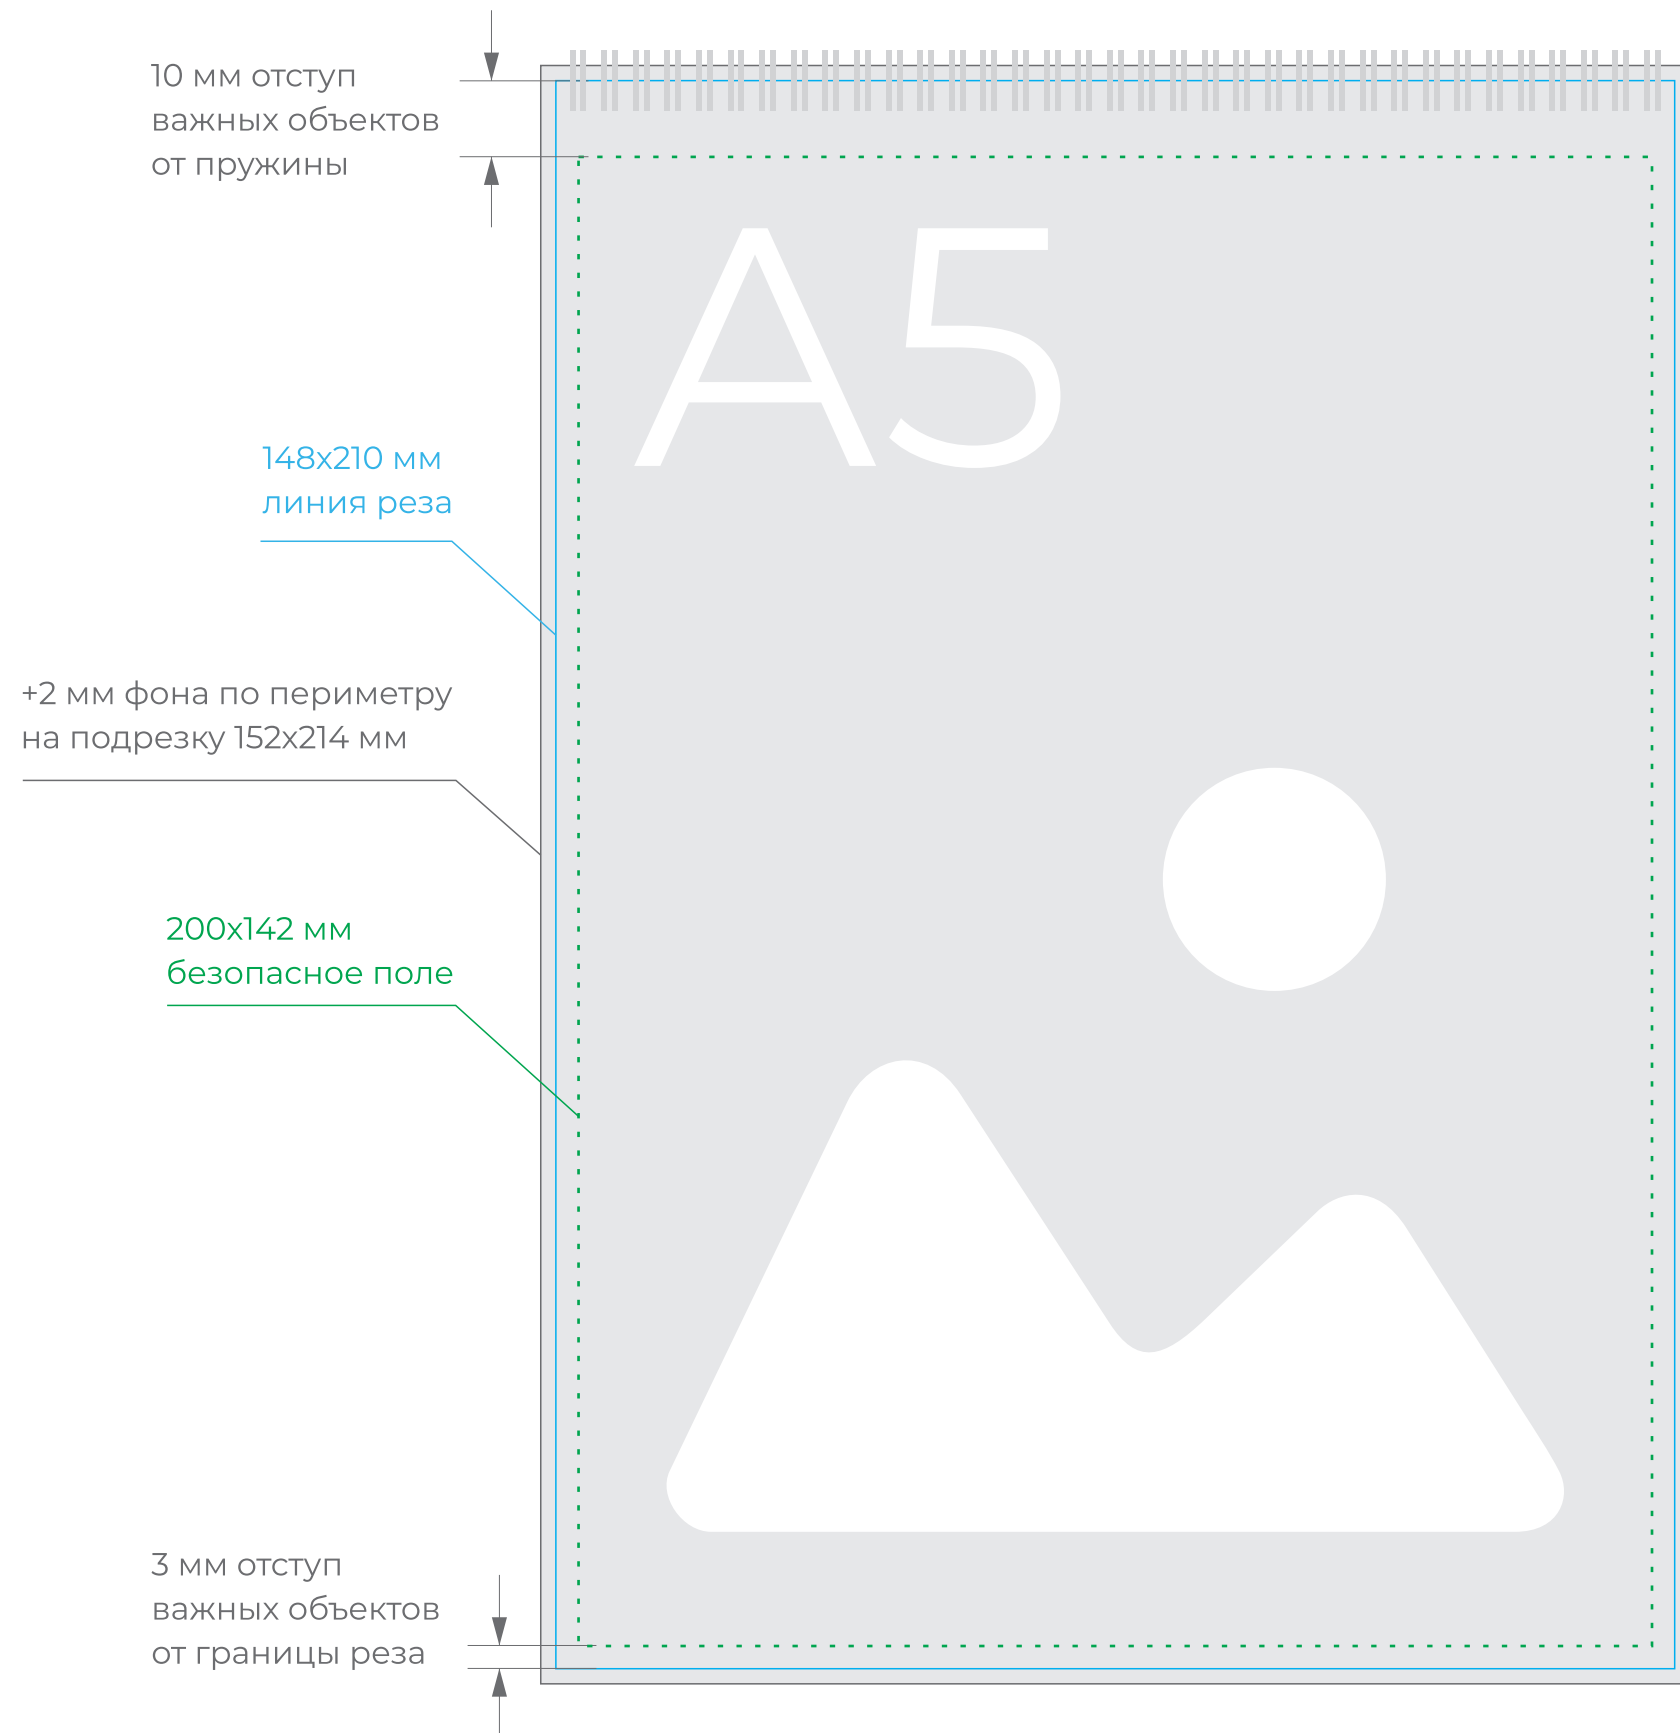 10 мм отступ
важных объектов
от пружины
A5
148x210 мм
линия реза
+2 мм фона по периметру
на подрезку 152x214 мм
200x142 мм
безопасное поле
3 мм отступ
важных объектов
от границы реза